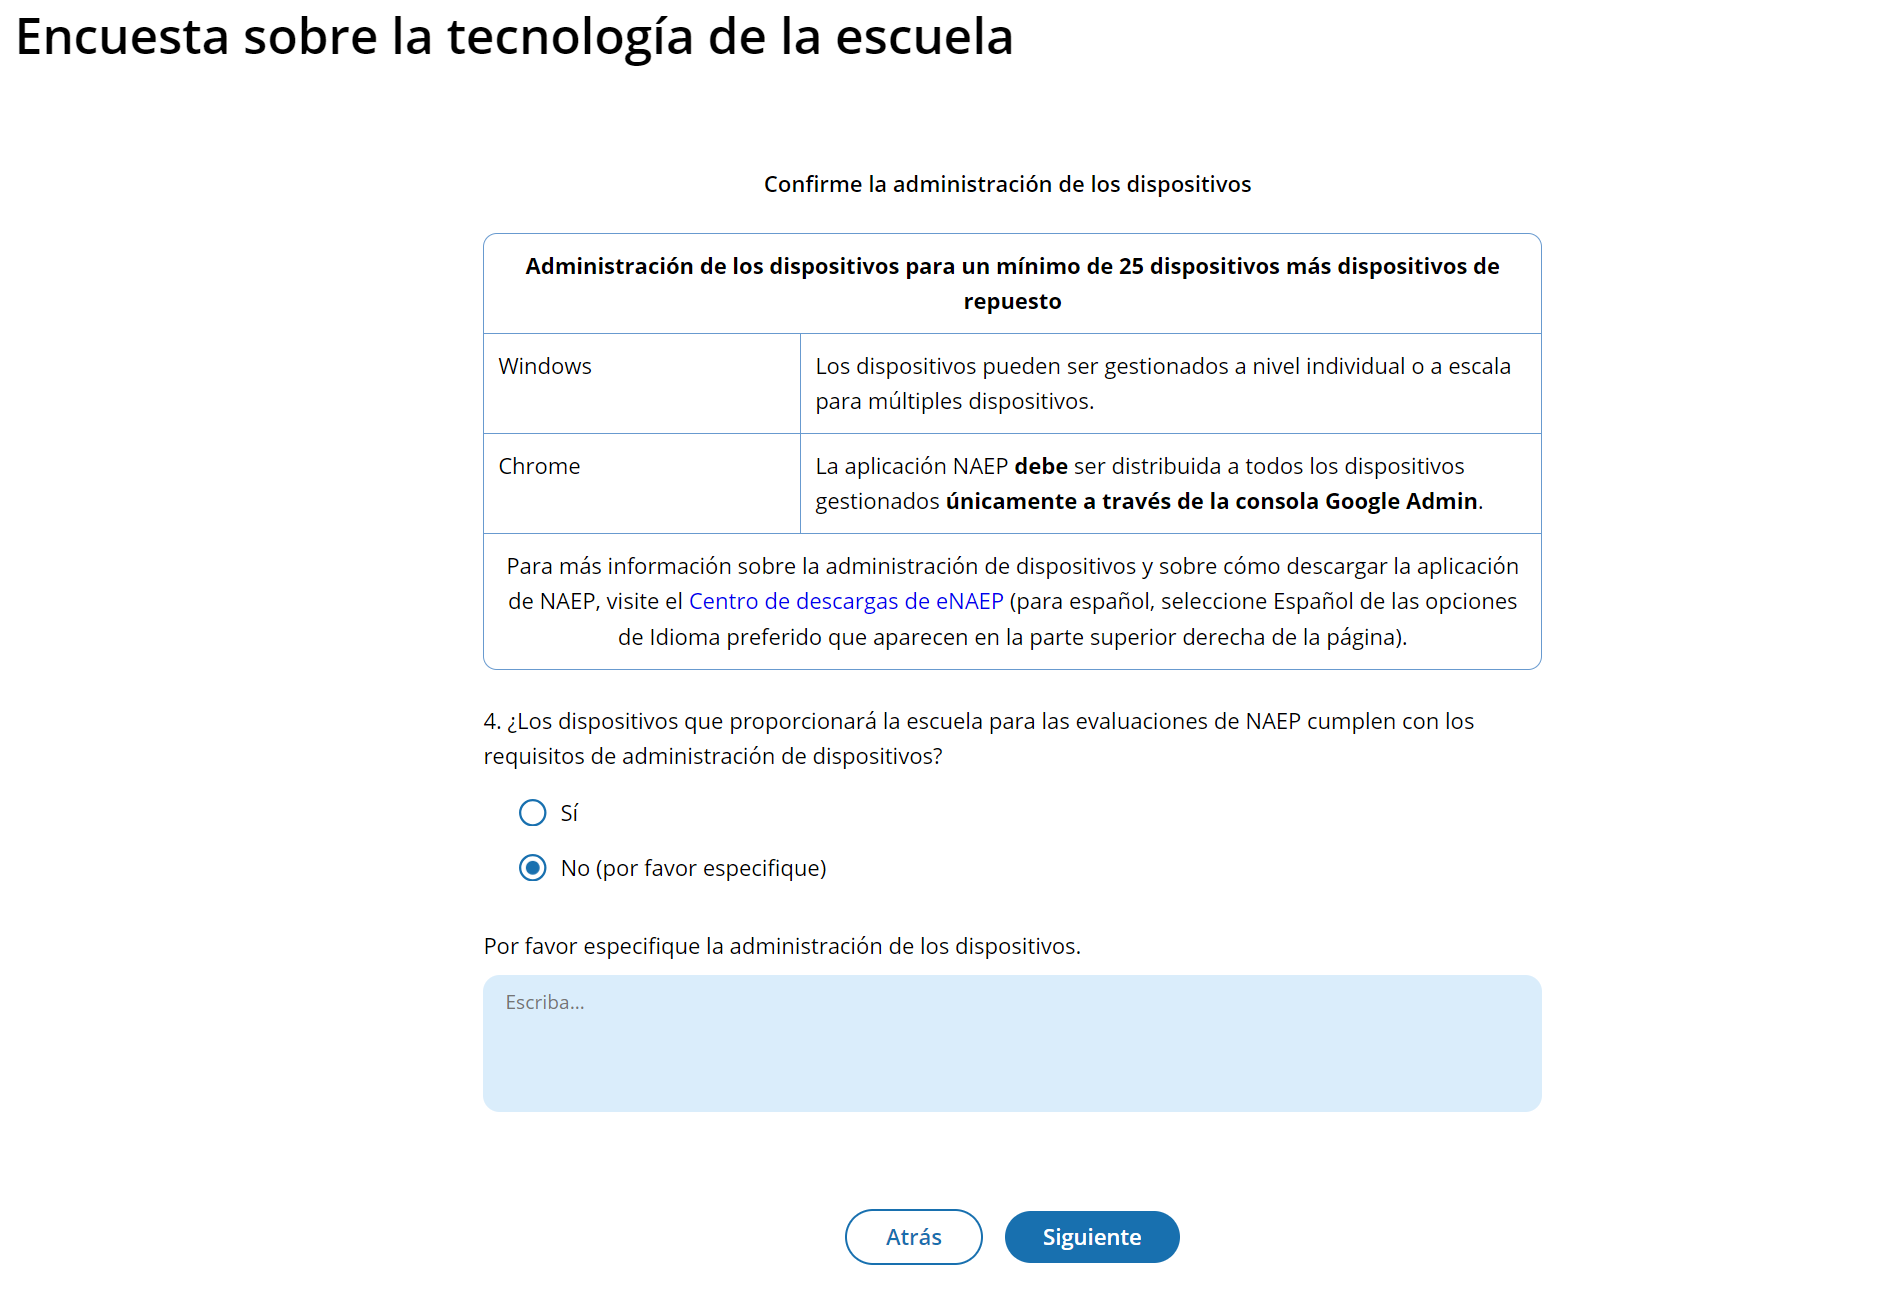 Encuesta sobre la tecnología de la escuela
Confirme la administración de los dispositivos
Administración de los dispositivos para un mínimo de 25 dispositivos más dispositivos de
repuesto
Windows
Los dispositivos pueden ser gestionados a nivel individual o a escala
para múltiples dispositivos.
Chrome
La aplicación NAEP debe ser distribuida a todos los dispositivos
gestionados únicamente a través de la consola Google Admin.
Para más información sobre la administración de dispositivos y sobre cómo descargar la aplicación
de NAEP, visite el Centro de descargas de eNAEP (para español, seleccione Español de las opciones
de Idioma preferido que aparecen en la parte superior derecha de la página).
4. ¿Los dispositivos que proporcionará la escuela para las evaluaciones de NAEP cumplen con los
requisitos de administración de dispositivos?
Sí
No (por favor especifique)
Por favor especifique la administración de los dispositivos.
Escriba...
Atrás
Siguiente